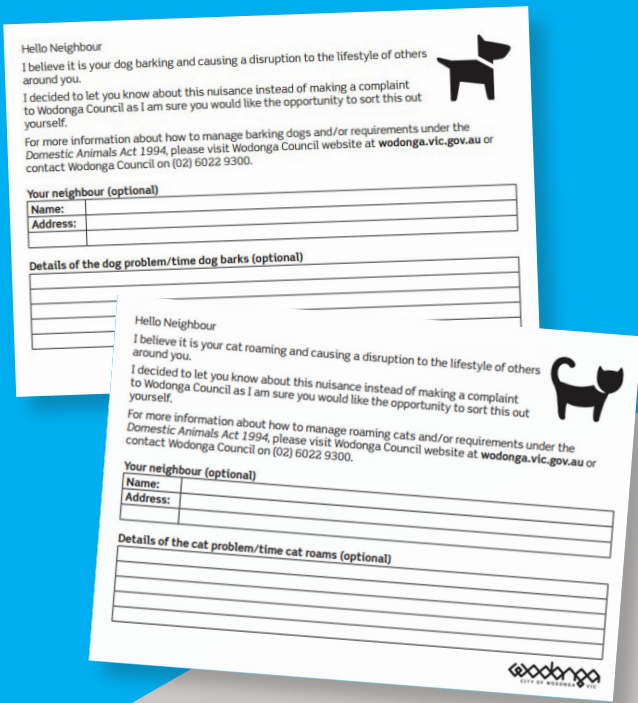 Hello Neighbour
I believe it is your dog barking and causing a disruption to the lifestyle of others
around you.
I decided to let you know about this nuisance instead of making a complaint
to Wodonga Council as I am sure you would like the opportunity to sort this out
yourself.
For more information about how to manage barking dogs and/or requirements under the
Domestic Animals Act 1994, please visit Wodonga Council website at wodonga.vic.gov.au or
contact Wodonga Council on (02) 6022 9300.
Your neighbour (optional)
Name:
Address:
Details of the dog problem/time dog barks (optional)
Hello Neighbour
I believe it is your cat roaming and causing a disruption to the lifestyle of others
around you.
I decided to let you know about this nuisance instead of making a complaint
to Wodonga Council as I am sure you would like the opportunity to sort this out
yourself.
For more information about how to manage roaming cats and/or requirements under the
Domestic Animals Act 1994, please visit Wodonga Council website at wodonga.vic.gov.au or
contact Wodonga Council on (02) 6022 9300.
Your neighbour (optional)
Name:
Address:
Details of the cat problem/time cat roams (optional)
wodonga
CITY OF WODONGA VIC